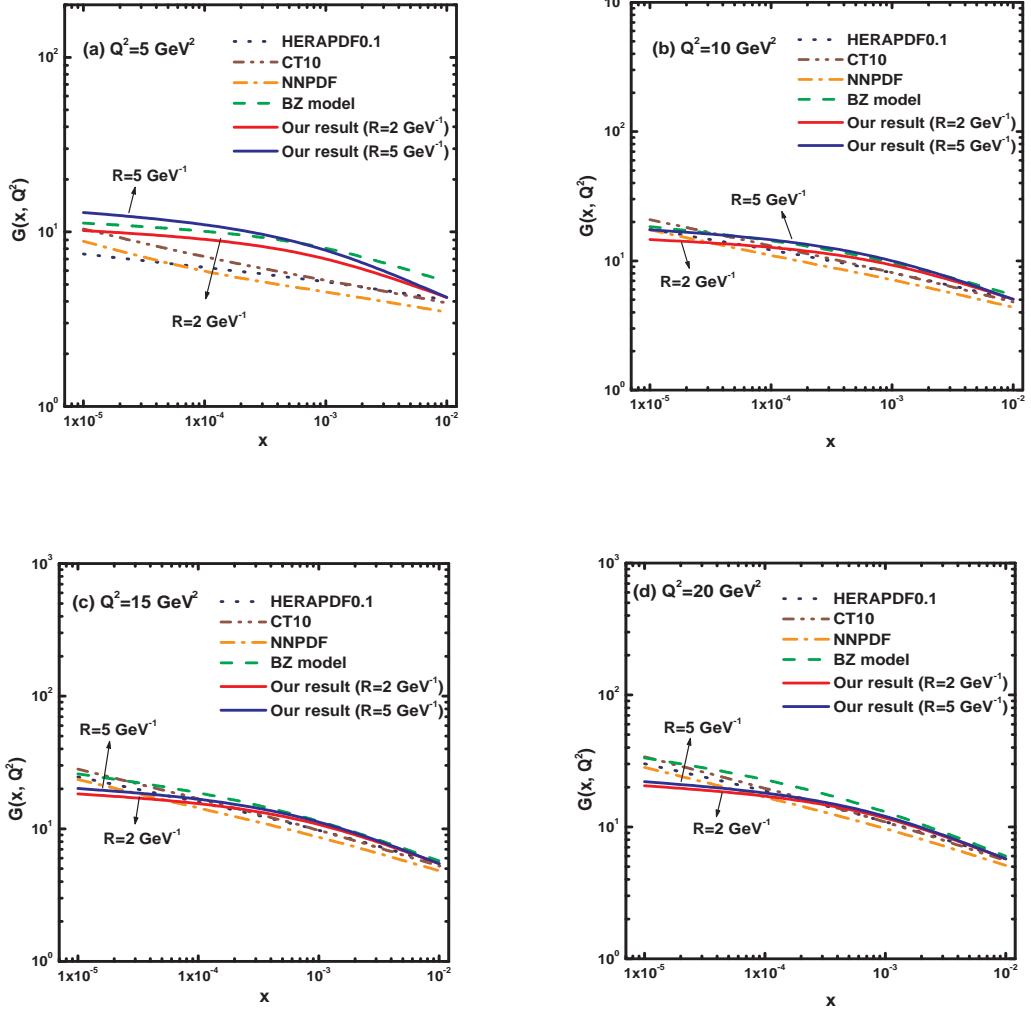 (a) Q²=5 GeV²
HERAPDF0.1
CT10
NNPDF
BZ model
Our result (R=2 GeV⁻¹)
Our result (R=5 GeV⁻¹)
R=5 GeV⁻¹
R=2 GeV⁻¹
G(x, Q²)
10²
10¹
10⁰
1x10⁻⁵
1x10⁻⁴
10⁻³
10⁻²
x
(b) Q²=10 GeV²
HERAPDF0.1
CT10
NNPDF
BZ model
Our result (R=2 GeV⁻¹)
Our result (R=5 GeV⁻¹)
R=5 GeV⁻¹
R=2 GeV⁻¹
G(x, Q²)
10
10²
10¹
10⁰
1x10⁻⁵
1x10⁻⁴
10⁻³
10⁻²
x
(c) Q²=15 GeV²
HERAPDF0.1
CT10
NNPDF
BZ model
Our result (R=2 GeV⁻¹)
Our result (R=5 GeV⁻¹)
R=5 GeV⁻¹
R=2 GeV⁻¹
G(x, Q²)
10³
10²
10¹
10⁰
1x10⁻⁵
1x10⁻⁴
10⁻³
10⁻²
x
(d) Q²=20 GeV²
HERAPDF0.1
CT10
NNPDF
BZ model
Our result (R=2 GeV⁻¹)
Our result (R=5 GeV⁻¹)
R=5 GeV⁻¹
R=2 GeV⁻¹
G(x, Q²)
10³
10²
10¹
10⁰
1x10⁻⁵
1x10⁻⁴
10⁻³
10⁻²
x